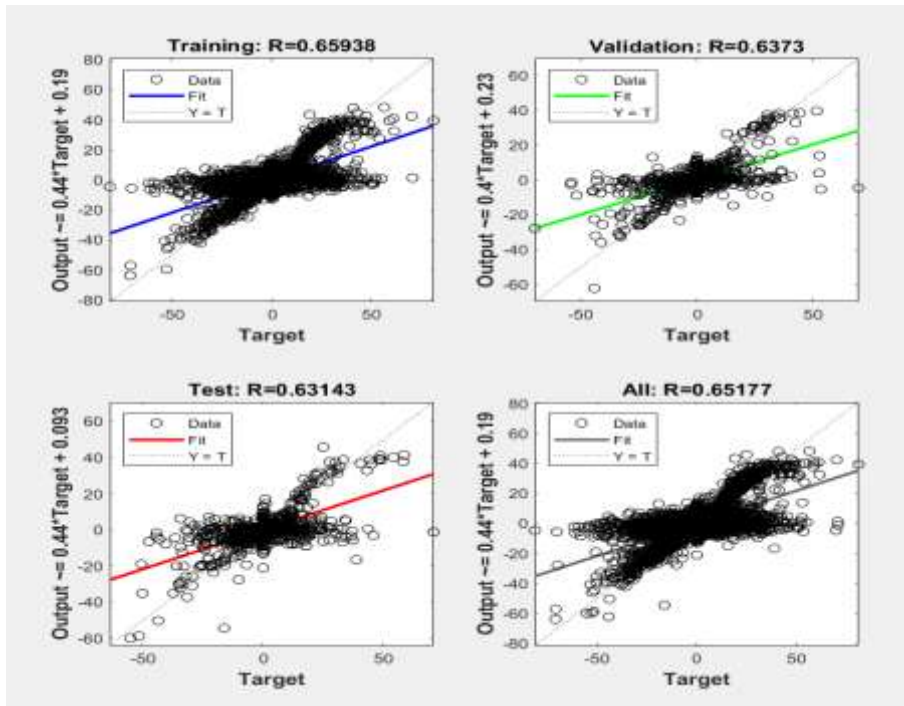 Training: R=0.65938
Output ~= 0.44*Target + 0.19
80
60
40
20
0
-20
-40
-60
-80
Data
Fit
Y = T
-50
0
50
Target
Validation: R=0.6373
Output ~= 0.4*Target + 0.23
60
40
20
0
-20
-40
-60
Data
Fit
Y = T
-50
0
50
Target
Test: R=0.63143
Output ~= 0.44*Target + 0.093
60
40
20
0
-20
-40
-60
Data
Fit
Y = T
-50
0
50
Target
All: R=0.65177
Output ~= 0.44*Target + 0.19
80
60
40
20
0
-20
-40
-60
-80
Data
Fit
Y = T
-50
0
50
Target